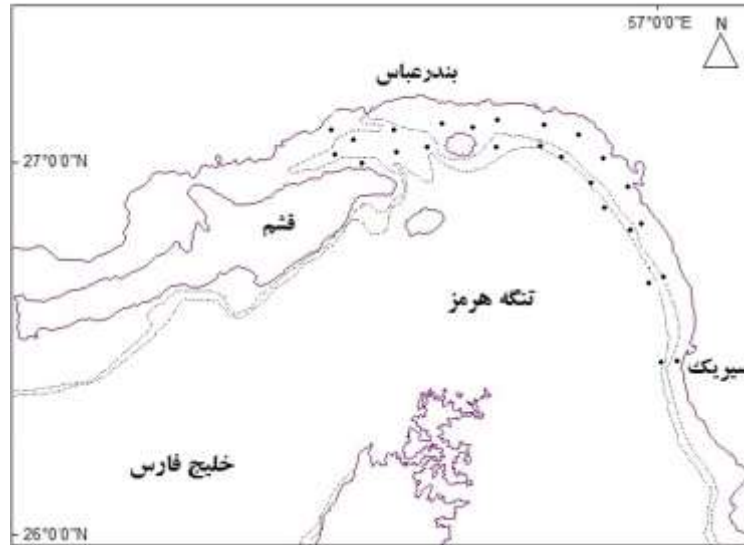 57°0'0"E
N
بندرعباس
27°0'0"N
قشم
تنگه هرمز
سیریک
خلیج فارس
26°0'0"N